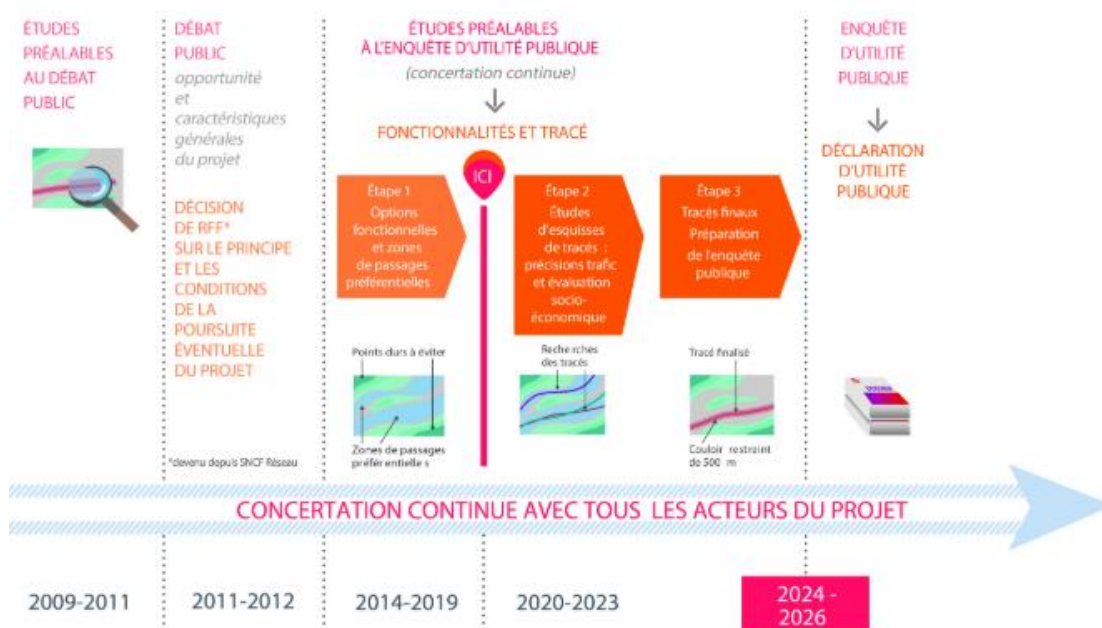 ÉTUDES
PRÉALABLES
AU DÉBAT
PUBLIC
DÉBAT
PUBLIC
opportunité
et
caractéristiques
générales
du projet
DÉCISION
DE RFF*
SUR LE PRINCIPE
ET LES
CONDITIONS
DE LA
POURSUITE
ÉVENTUELLE
DU PROJET
*devenu depuis SNCF Réseau
ÉTUDES PRÉALABLES
À L'ENQUÊTE D'UTILITÉ PUBLIQUE
(concertation continue)
FONCTIONNALITÉS ET TRACÉ
Étape 1
Options
fonctionnelles
et zones
de passages
préférentielles
ICI
Étape 2
Études
d'esquisses
de tracés :
précisions trafic
et évaluation
socio-
économique
Étape 3
Tracés finaux
Préparation
de l'enquête
publique
Points durs à éviter
Zones de passages
préférentielle s
Reche rches
des tracés
Tracé finalisé
Couloir restreint
de 500 m
ENQUÊTE
D'UTILITÉ
PUBLIQUE
DÉCLARATION
D'UTILITÉ
PUBLIQUE
CONCERTATION CONTINUE AVEC TOUS LES ACTEURS DU PROJET
2009-2011
2011-2012
2014-2019
2020-2023
2024 -
2026